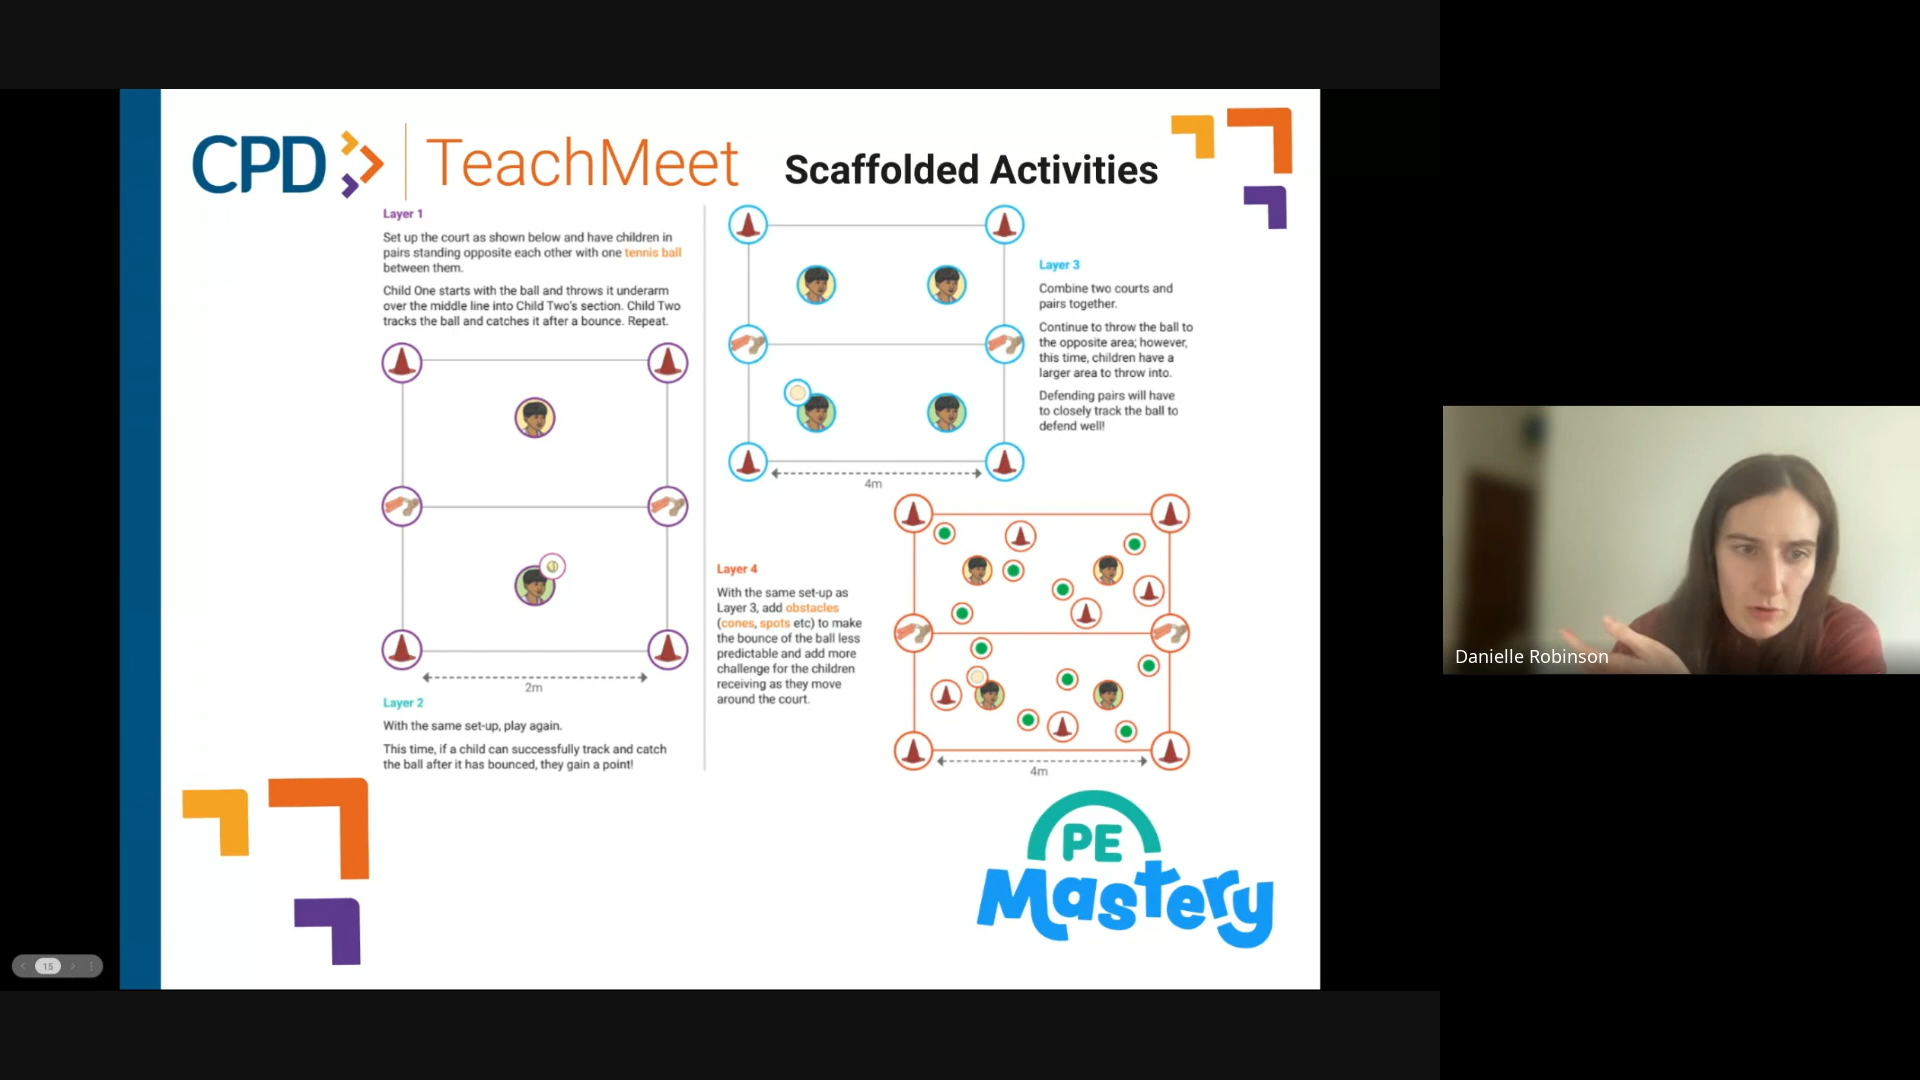 CPD
TeachMeet
Scaffolded Activities
Layer 1
Set up the court as shown below and have children in
pairs standing opposite each other with one tennis ball
between them.
Child One starts with the ball and throws it underarm
over the middle line into Child Two's section. Child Two
tracks the ball and catches it after a bounce. Repeat.
2m
Layer 2
With the same set-up, play again.
This time, if a child can successfully track and catch
the ball after it has bounced, they gain a point!
4m
Layer 3
Combine two courts and
pairs together.
Continue to throw the ball to
the opposite area; however,
this time, children have a
larger area to throw into.
Defending pairs will have
to closely track the ball to
defend well!
Layer 4
With the same set-up as
Layer 3, add obstacles
(cones, spots etc) to make
the bounce of the ball less
predictable and add more
challenge for the children
receiving as they move
around the court.
4m
PE
Mastery
15
Danielle Robinson